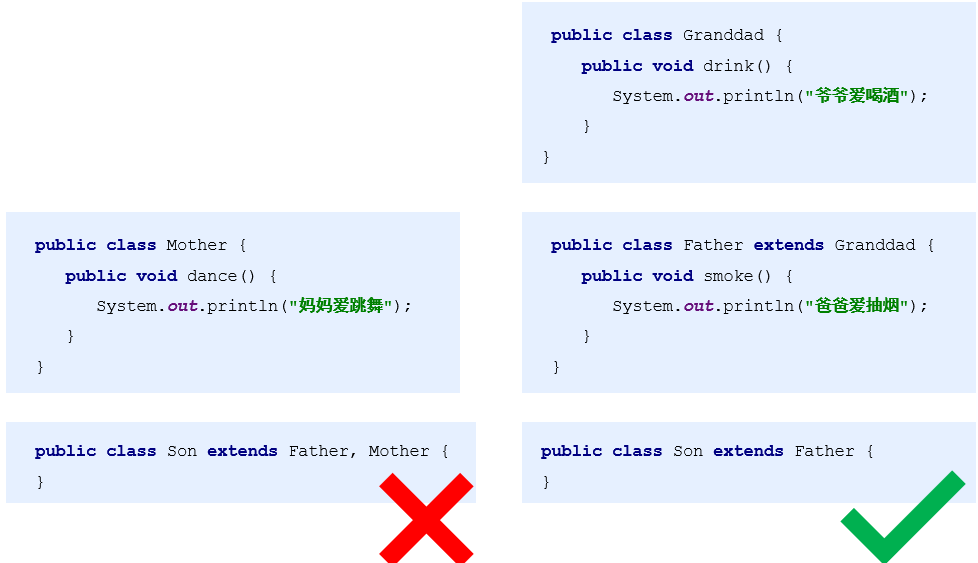 public class Granddad {
public void drink() {
System.out.println("爷爷爱喝酒");
}
}
public class Mother {
public void dance() {
System.out.println("妈妈爱跳舞");
}
}
public class Father extends Granddad {
public void smoke() {
System.out.println("爸爸爱抽烟");
}
}
public class Son extends Father, Mother {
}
public class Son extends Father {
}